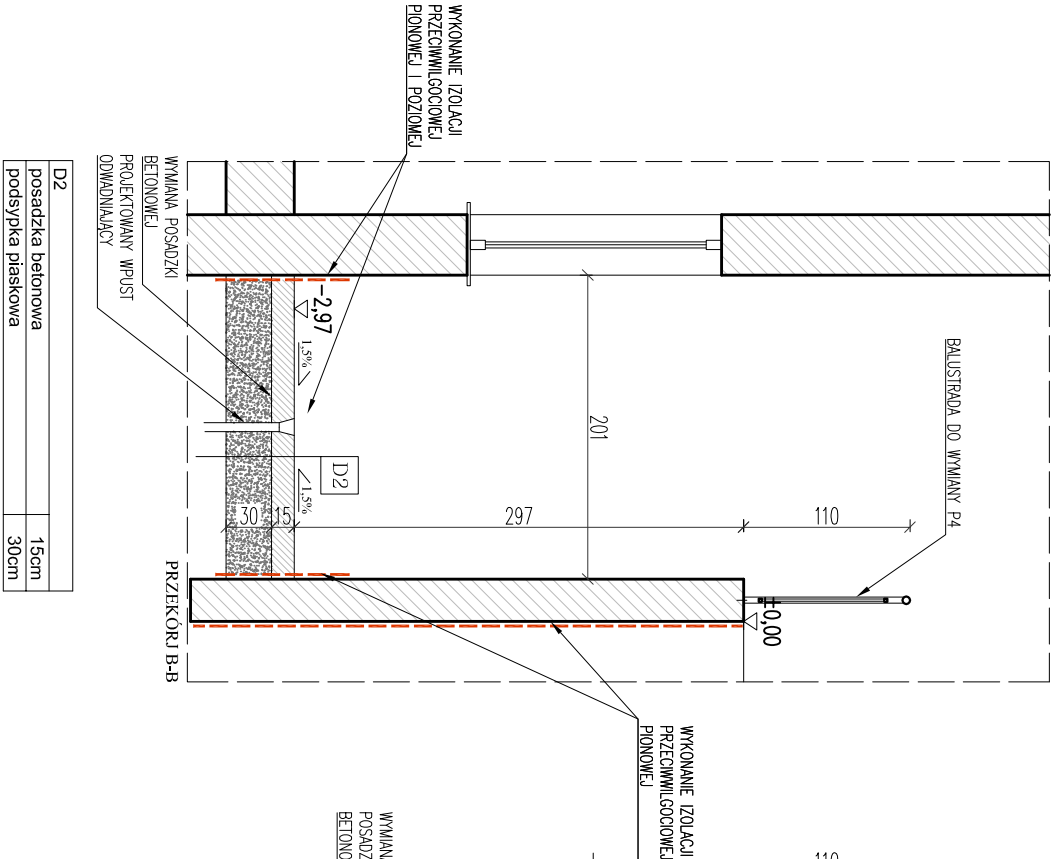 WYKONANIE IZOLACJI
PRZECIWWILGOCIOWEJ
PIONOWEJ I POZIOMEJ
BALUSTRADA DO WYMIANY P4
110
±0,00
297
201
-2,97
1,5%
1,5%
D2
15
30
WYMIANA POSADZKI
BETONOWEJ
PROJEKTOWANY WPUST
ODWADNIAJĄCY
PRZEKÓRJ B-B
WYKONANIE IZOLACJI
PRZECIWWILGOCIOWEJ
PIONOWEJ
110
D2
posadzka betonowa 15cm
podsypka piaskowa 30cm